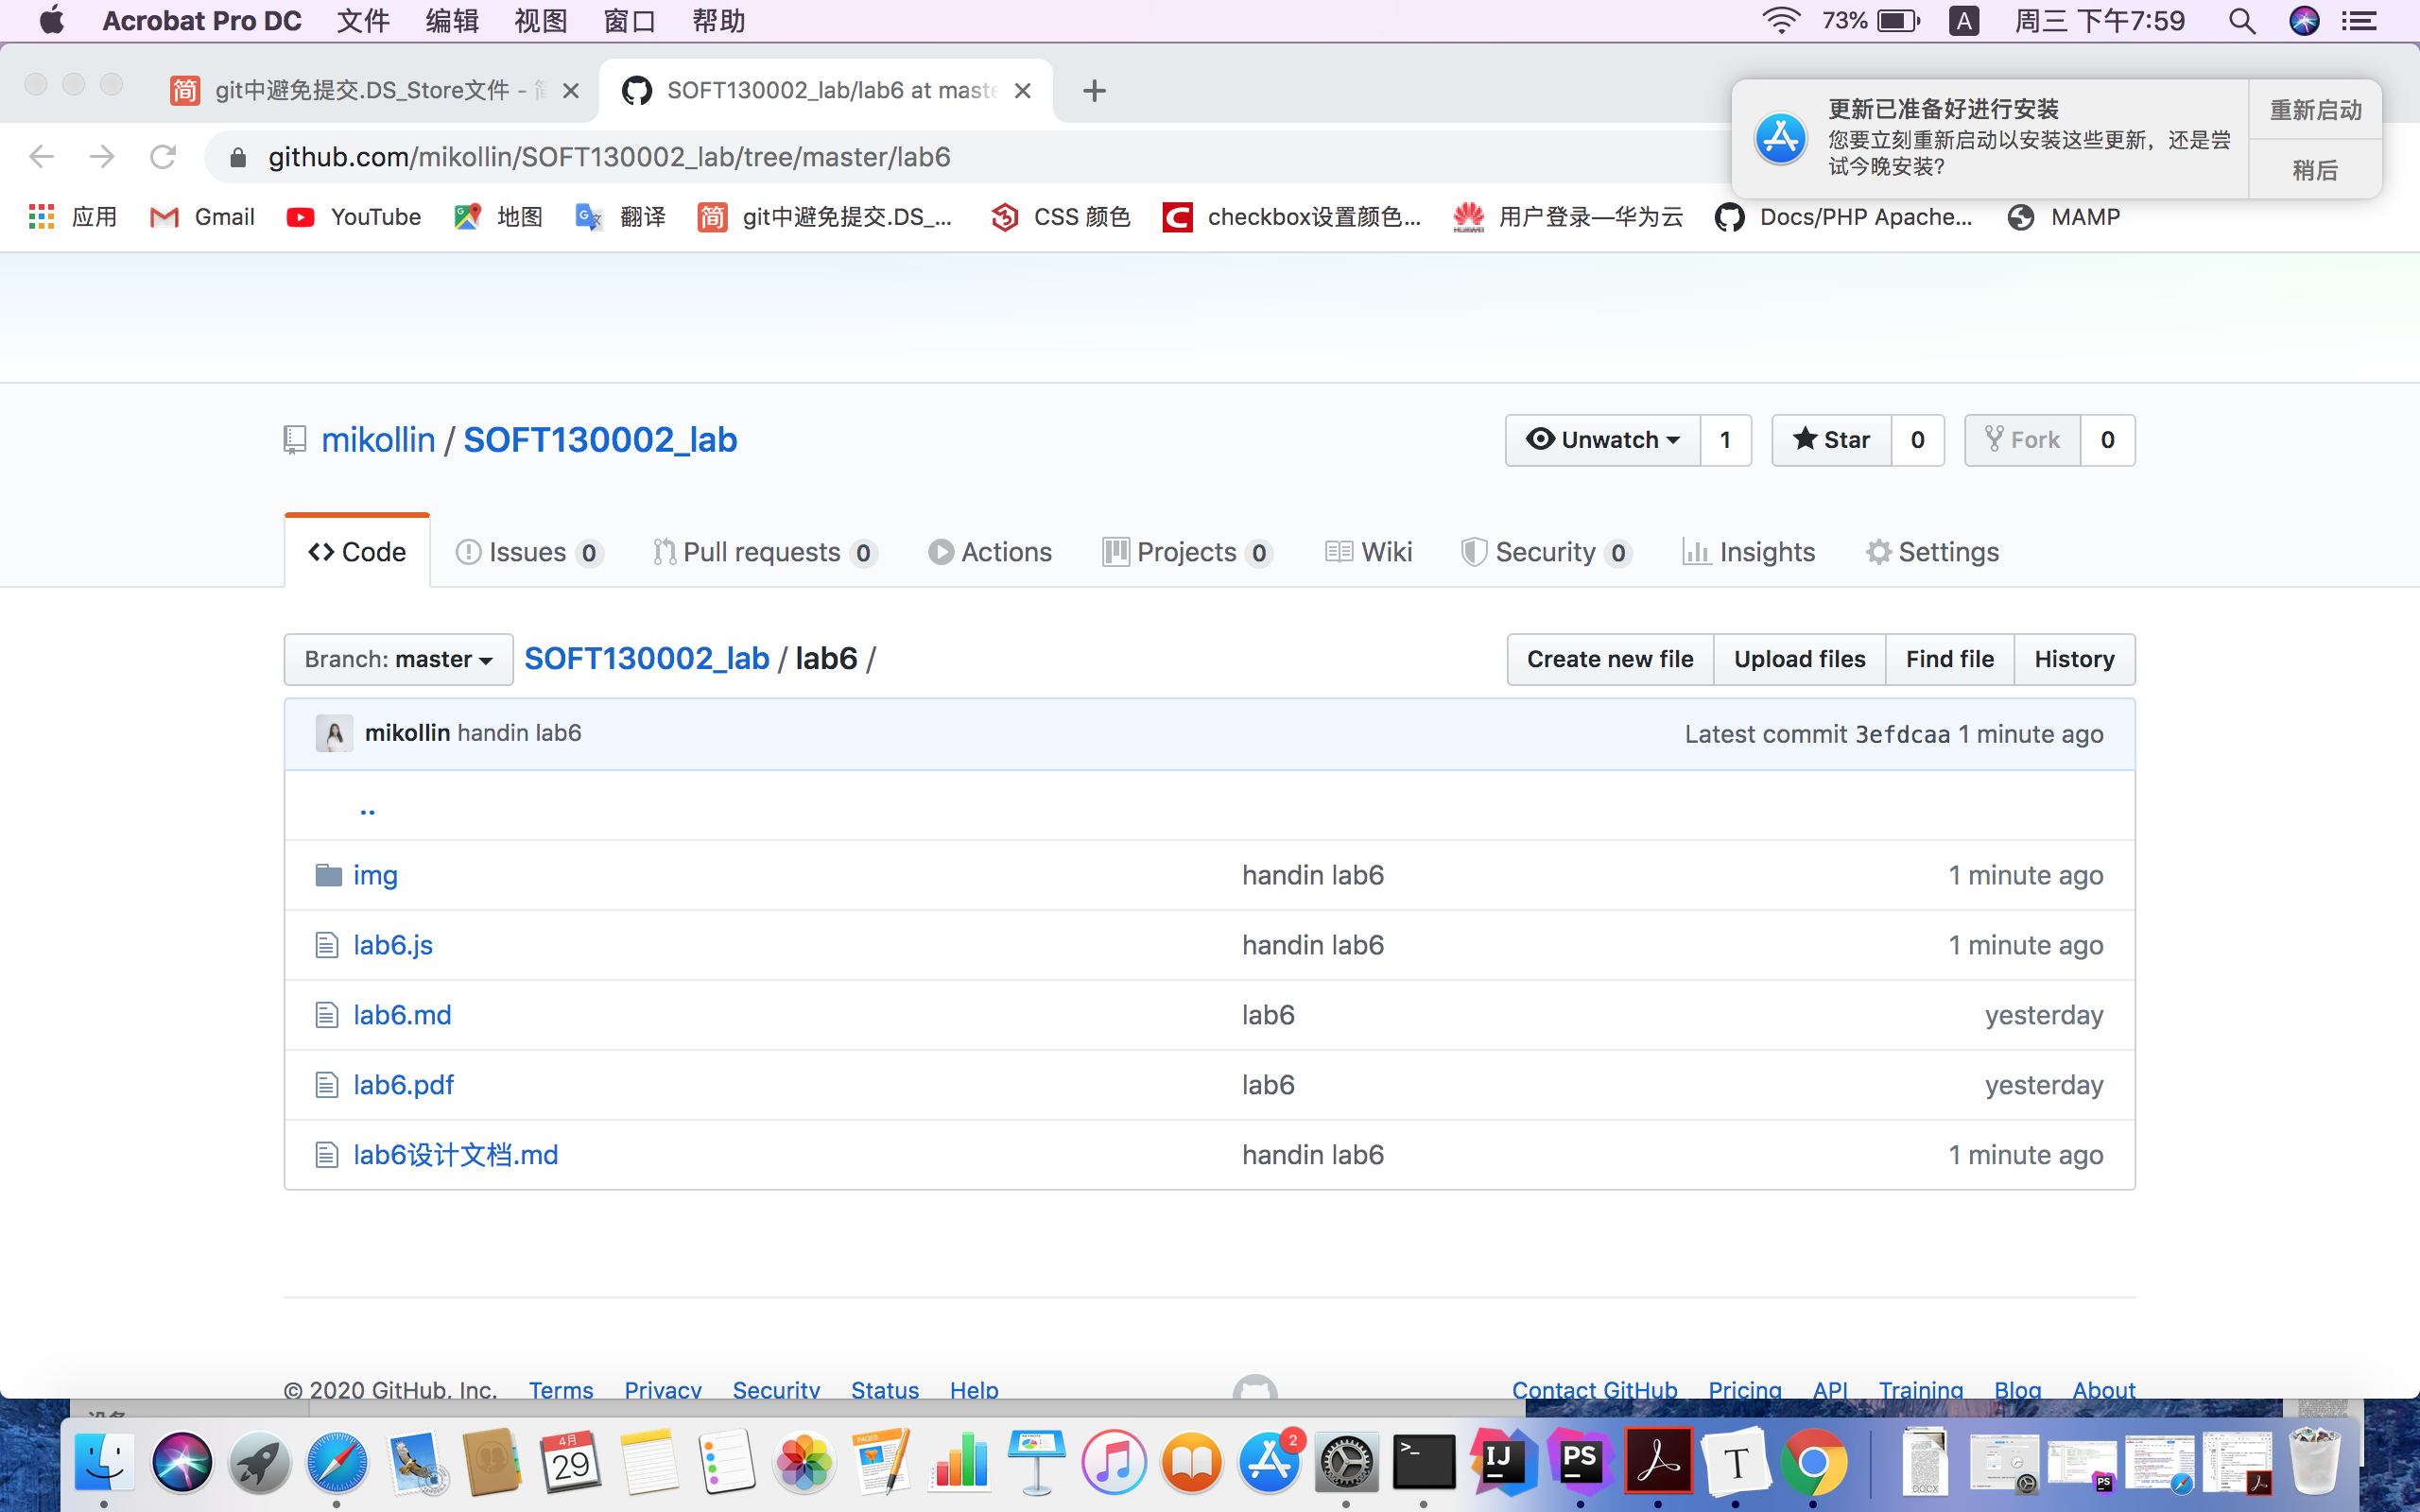 Acrobat Pro DC 文件 编辑 视图 窗口 帮助 73% A 周三 下午7:59
简 git中避免提交.DS_Store文件 - SOFT130002_lab/lab6 at maste
更新已准备好进行安装
您要立刻重新启动以安装这些更新，还是尝
试今晚安装？
重新启动
稍后
github.com/mikollin/SOFT130002_lab/tree/master/lab6
应用 Gmail YouTube 地图 翻译 简 git中避免提交.DS_... CSS 颜色 checkbox设置颜色... 用户登录—华为云 Docs/PHP Apache... MAMP
mikollin / SOFT130002_lab
Unwatch 1 Star 0 Fork 0
Code Issues 0 Pull requests 0 Actions Projects 0 Wiki Security 0 Insights Settings
Branch: master SOFT130002_lab / lab6 /
Create new file Upload files Find file History
mikollin handin lab6 Latest commit 3efdcaa 1 minute ago
..
img handin lab6 1 minute ago
lab6.js handin lab6 1 minute ago
lab6.md lab6 yesterday
lab6.pdf lab6 yesterday
lab6设计文档.md handin lab6 1 minute ago
© 2020 GitHub, Inc. Terms Privacy Security Status Help Contact GitHub Pricing API Training Blog About
4月
29
PAGES
2
>_
IJ
PS
T
DOCX
PS